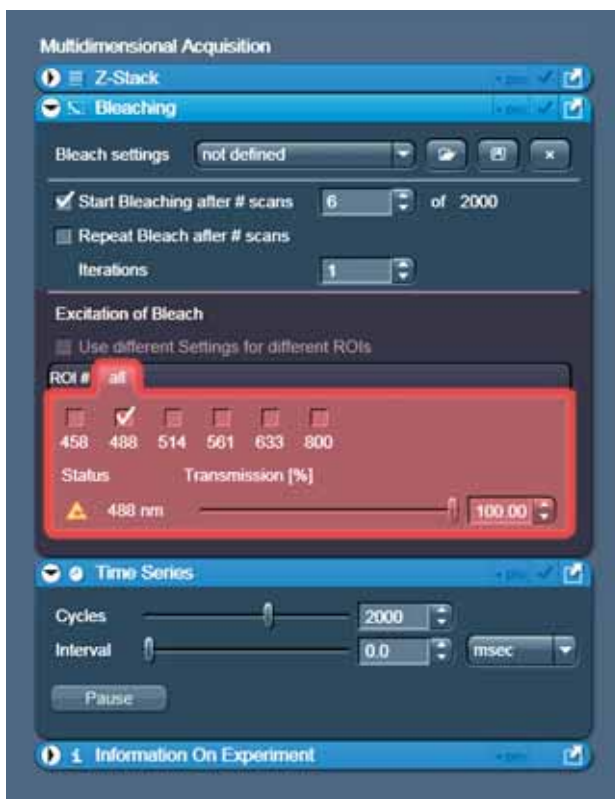 Multidimensional Acquisition
Z-Stack
Bleaching
Bleach settings not defined
Start Bleaching after # scans 6 of 2000
Repeat Bleach after # scans
Iterations 1
Excitation of Bleach
Use different Settings for different ROIs
ROI # all
458 488 514 561 633 800
Status Transmission [%]
488 nm 100.00
Time Series
Cycles 2000
Interval 0.0 msec
Pause
i Information On Experiment